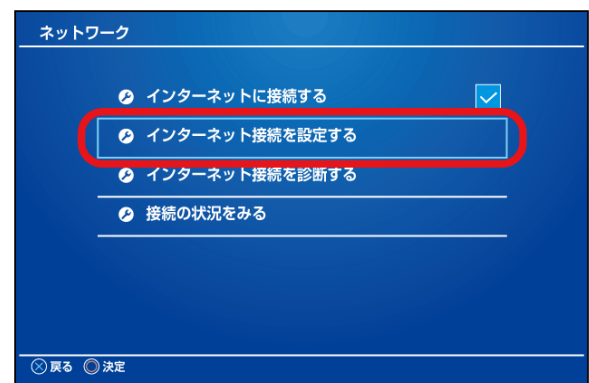 ネットワーク
インターネットに接続する
インターネット接続を設定する
インターネット接続を診断する
接続の状況をみる
戻る 決定